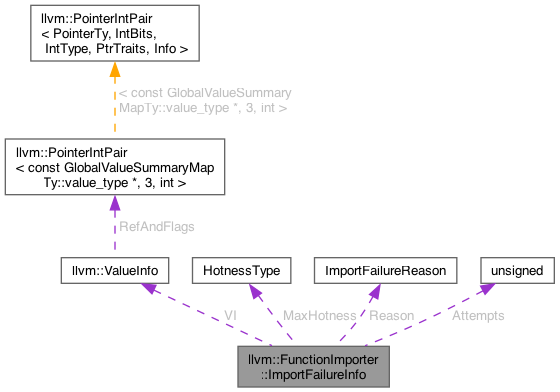 llvm::PointerIntPair
< PointerTy, IntBits,
IntType, PtrTraits, Info >
< const GlobalValueSummary
MapTy::value_type *, 3, int >
llvm::PointerIntPair
< const GlobalValueSummaryMap
Ty::value_type *, 3, int >
RefAndFlags
llvm::ValueInfo
HotnessType
ImportFailureReason
unsigned
VI
MaxHotness
Reason
Attempts
llvm::FunctionImporter
::ImportFailureInfo